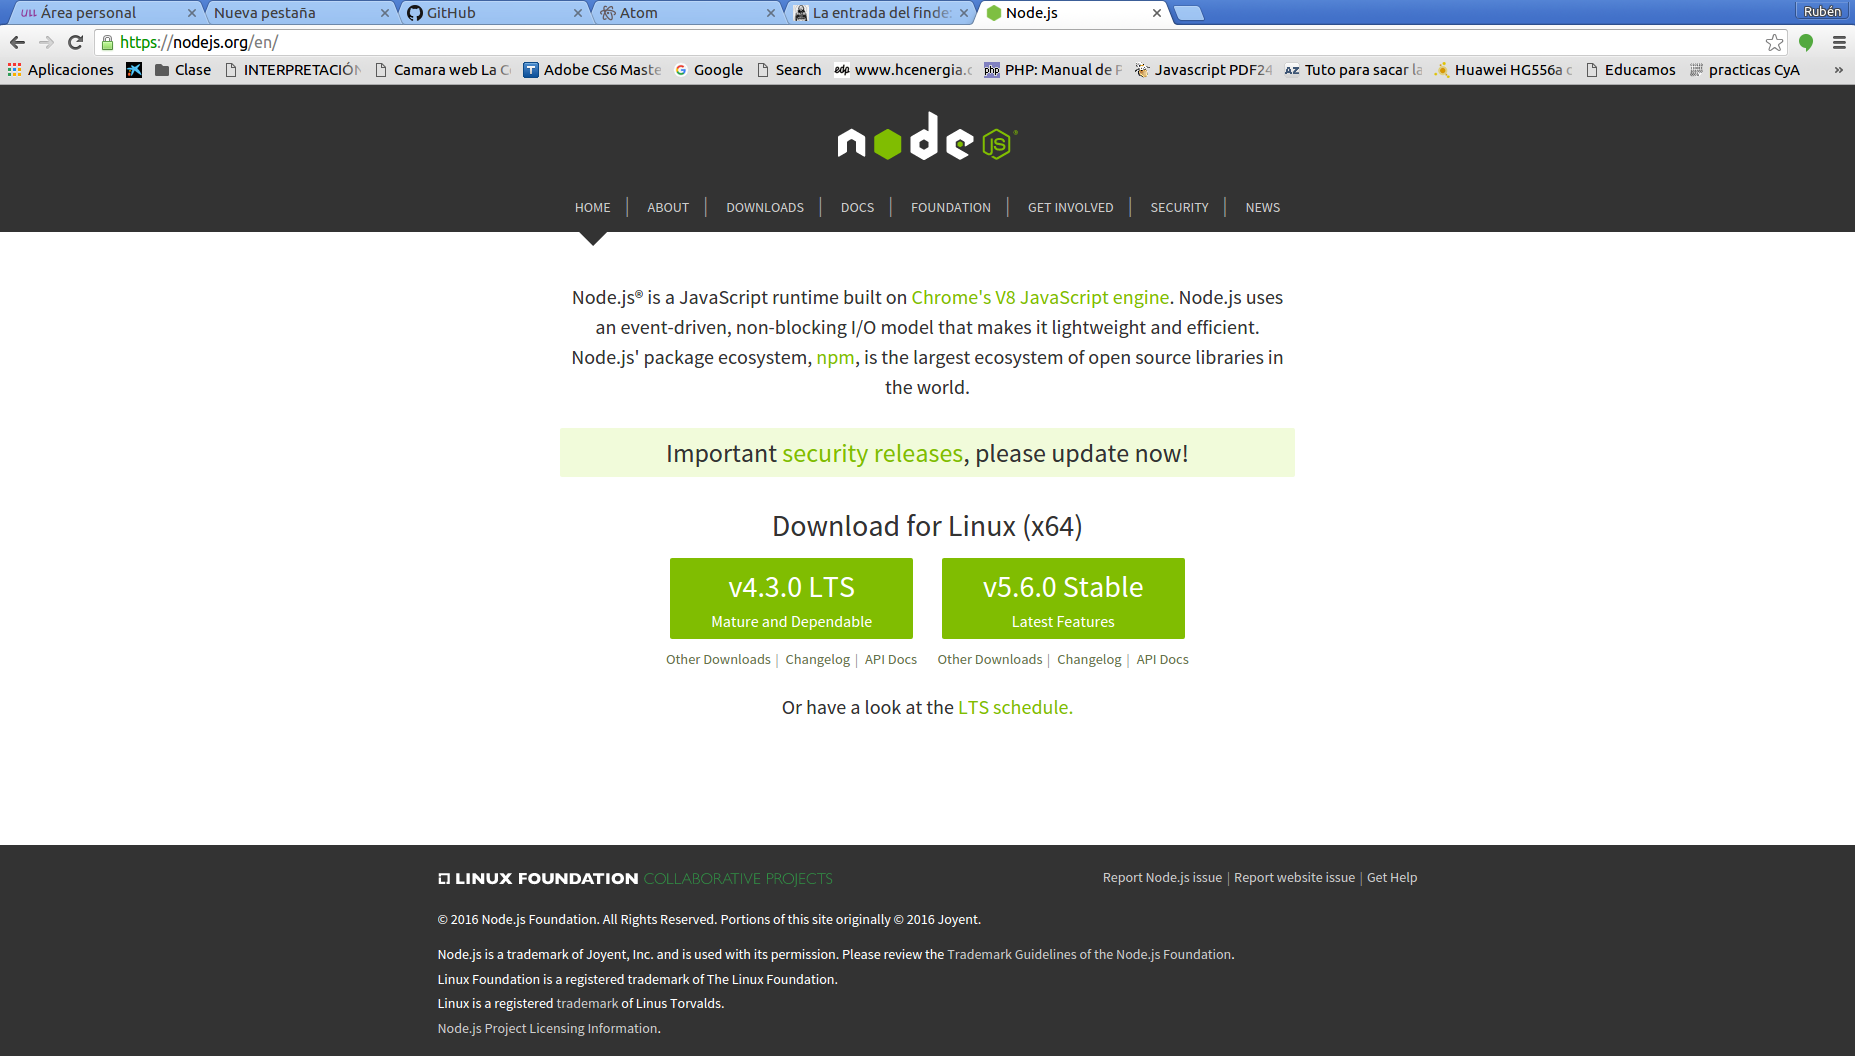 ULL Área personal Nueva pestaña GitHub Atom La entrada del finde Node.js Rubén
https://nodejs.org/en/
Aplicaciones Clase INTERPRETACIÓN Camara web La Adobe CS6 Maste Google Search edp www.hcenergia. php PHP: Manual de Javascript PDF24 AZ Tuto para sacar la Huawei HG556a Educamos practicas CyA »
node JS®
HOME ABOUT DOWNLOADS DOCS FOUNDATION GET INVOLVED SECURITY NEWS
Node.js® is a JavaScript runtime built on Chrome's V8 JavaScript engine. Node.js uses
an event-driven, non-blocking I/O model that makes it lightweight and efficient.
Node.js' package ecosystem, npm, is the largest ecosystem of open source libraries in
the world.
Important security releases, please update now!
Download for Linux (x64)
v4.3.0 LTS
Mature and Dependable
v5.6.0 Stable
Latest Features
Other Downloads | Changelog | API Docs Other Downloads | Changelog | API Docs
Or have a look at the LTS schedule.
LINUX FOUNDATION COLLABORATIVE PROJECTS
Report Node.js issue | Report website issue | Get Help
© 2016 Node.js Foundation. All Rights Reserved. Portions of this site originally © 2016 Joyent.
Node.js is a trademark of Joyent, Inc. and is used with its permission. Please review the Trademark Guidelines of the Node.js Foundation.
Linux Foundation is a registered trademark of The Linux Foundation.
Linux is a registered trademark of Linus Torvalds.
Node.js Project Licensing Information.